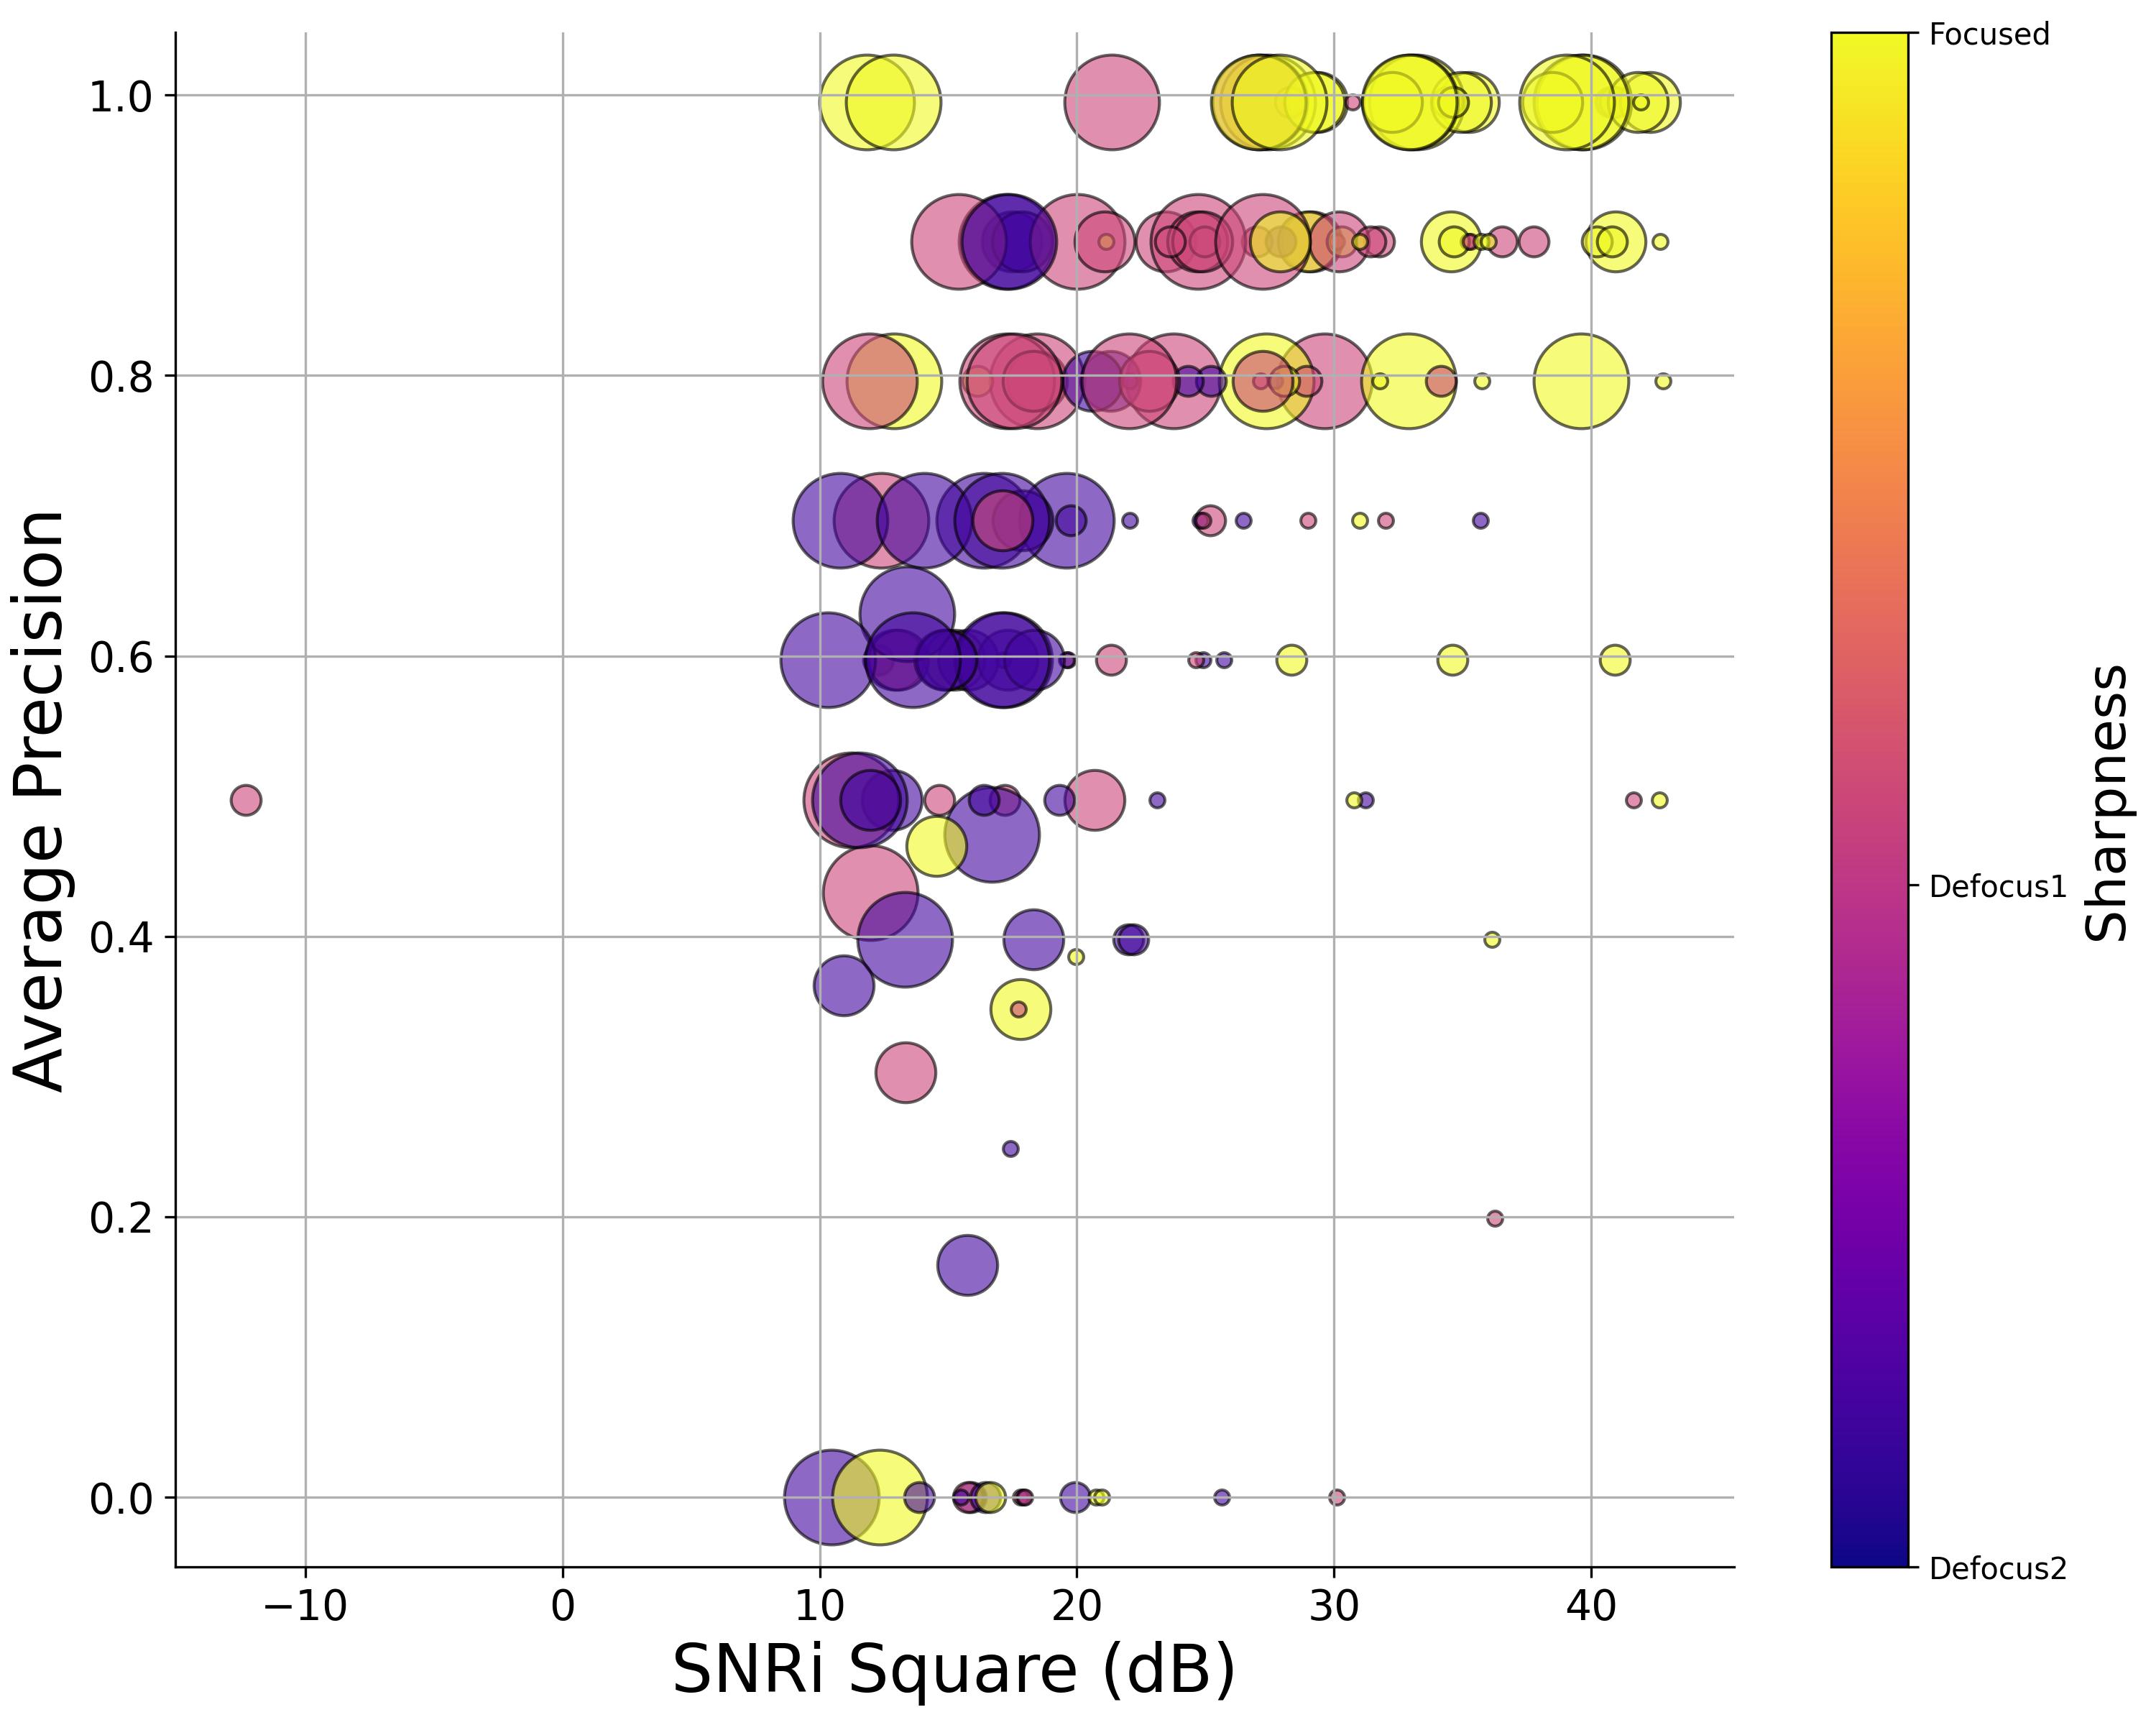 Average Precision
1.0
0.8
0.6
0.4
0.2
0.0
−10
0
10
20
30
40
SNRi Square (dB)
Focused
Defocus1
Defocus2
Sharpness